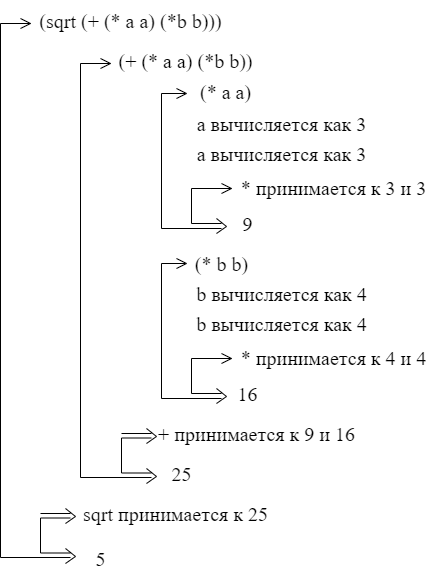 (sqrt (+ (* a a) (*b b)))
(+ (* a a) (*b b))
(* a a)
a вычисляется как 3
a вычисляется как 3
* принимается к 3 и 3
9
(* b b)
b вычисляется как 4
b вычисляется как 4
* принимается к 4 и 4
16
+ принимается к 9 и 16
25
sqrt принимается к 25
5